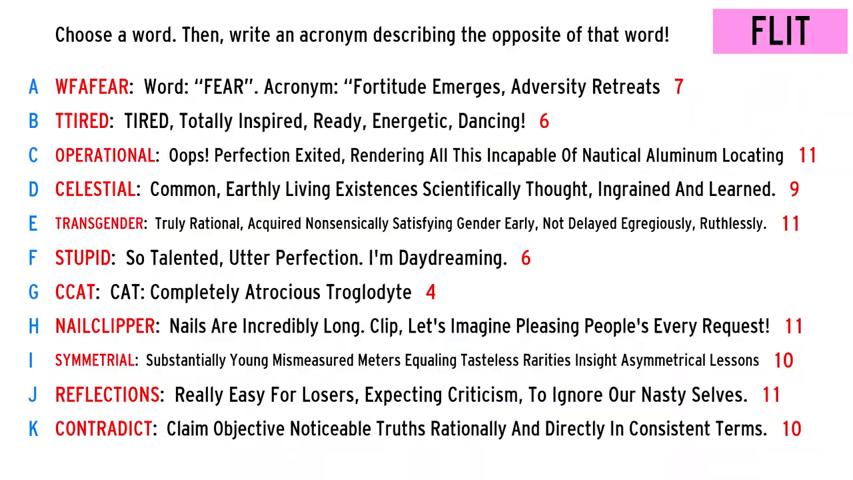 Choose a word. Then, write an acronym describing the opposite of that word!
FLIT
A WFAFEAR: Word: “FEAR”. Acronym: “Fortitude Emerges, Adversity Retreats 7
B TTIRED: TIRED, Totally Inspired, Ready, Energetic, Dancing! 6
C OPERATIONAL: Oops! Perfection Exited, Rendering All This Incapable Of Nautical Aluminum Locating 11
D CELESTIAL: Common, Earthly Living Existences Scientifically Thought, Ingrained And Learned. 9
E TRANSGENDER: Truly Rational, Acquired Nonsensically Satisfying Gender Early, Not Delayed Egregiously, Ruthlessly. 11
F STUPID: So Talented, Utter Perfection. I'm Daydreaming. 6
G CCAT: CAT: Completely Atrocious Troglodyte 4
H NAILCLIPPER: Nails Are Incredibly Long. Clip, Let's Imagine Pleasing People's Every Request! 11
I SYMMETRIAL: Substantially Young Mismeasured Meters Equaling Tasteless Rarities Insight Asymmetrical Lessons 10
J REFLECTIONS: Really Easy For Losers, Expecting Criticism, To Ignore Our Nasty Selves. 11
K CONTRADICT: Claim Objective Noticeable Truths Rationally And Directly In Consistent Terms. 10